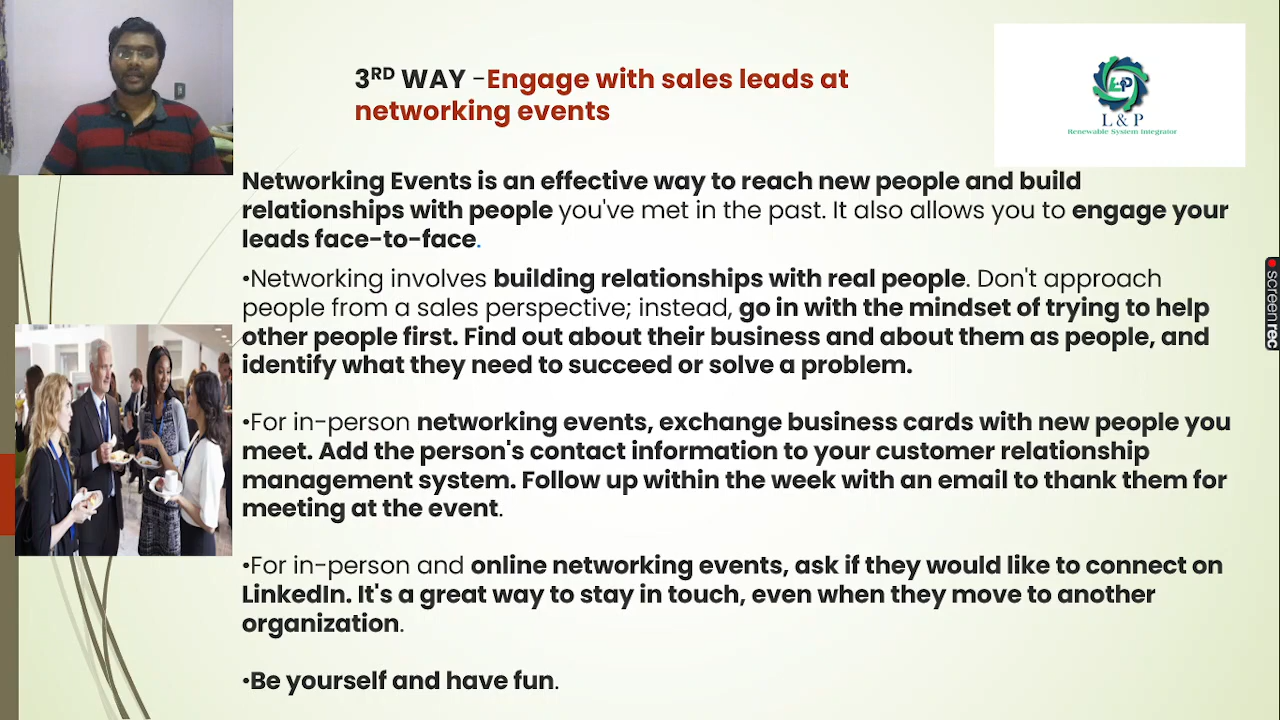 3RD WAY -Engage with sales leads at
networking events
L&P
L & P
Renewable System Integrator
Networking Events is an effective way to reach new people and build
relationships with people you've met in the past. It also allows you to engage your
leads face-to-face.
•Networking involves building relationships with real people. Don't approach
people from a sales perspective; instead, go in with the mindset of trying to help
other people first. Find out about their business and about them as people, and
identify what they need to succeed or solve a problem.
•For in-person networking events, exchange business cards with new people you
meet. Add the person's contact information to your customer relationship
management system. Follow up within the week with an email to thank them for
meeting at the event.
•For in-person and online networking events, ask if they would like to connect on
LinkedIn. It's a great way to stay in touch, even when they move to another
organization.
•Be yourself and have fun.
screenrec